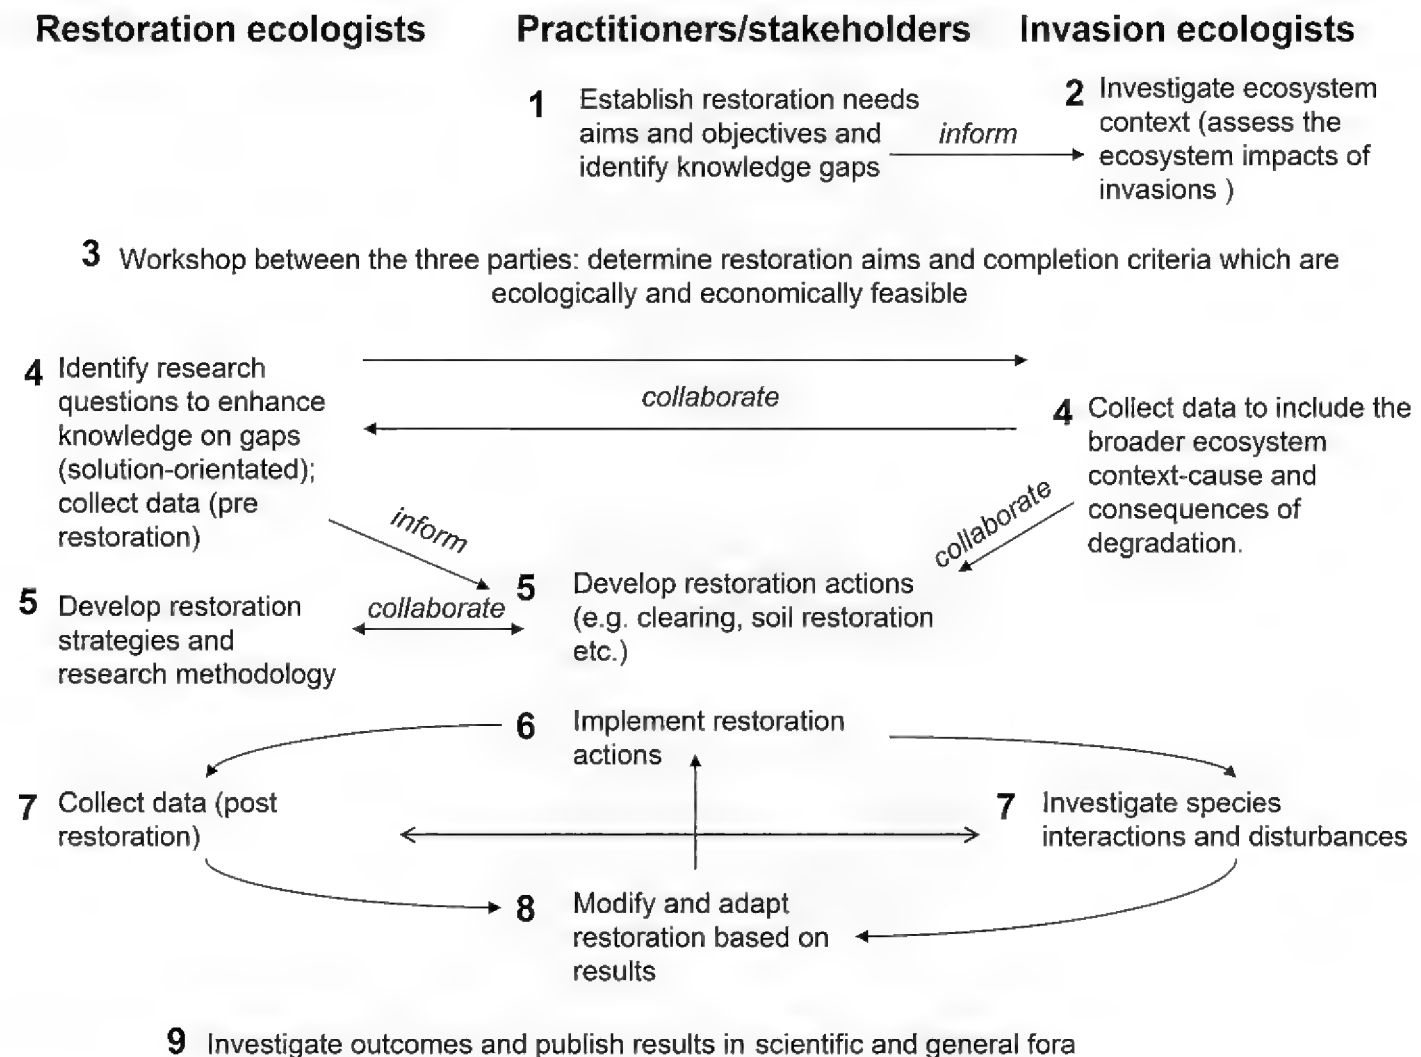 Restoration ecologists
Practitioners/stakeholders
Invasion ecologists
1 Establish restoration needs
aims and objectives and
identify knowledge gaps
inform
2 Investigate ecosystem
context (assess the
ecosystem impacts of
invasions )
3 Workshop between the three parties: determine restoration aims and completion criteria which are
ecologically and economically feasible
4 Identify research
questions to enhance
knowledge on gaps
(solution-orientated);
collect data (pre
restoration)
collaborate
4 Collect data to include the
broader ecosystem
context-cause and
consequences of
degradation.
inform
collaborate
5 Develop restoration
strategies and
research methodology
collaborate
5 Develop restoration actions
(e.g. clearing, soil restoration
etc.)
6 Implement restoration
actions
7 Collect data (post
restoration)
7 Investigate species
interactions and disturbances
8 Modify and adapt
restoration based on
results
9 Investigate outcomes and publish results in scientific and general fora